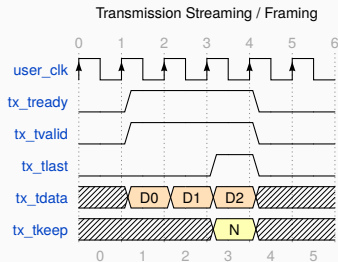 Transmission Streaming / Framing
0 1 2 3 4 5 6
user_clk
tx_tready
tx_tvalid
tx_tlast
tx_tdata D0 D1 D2
tx_tkeep N
0 1 2 3 4 5